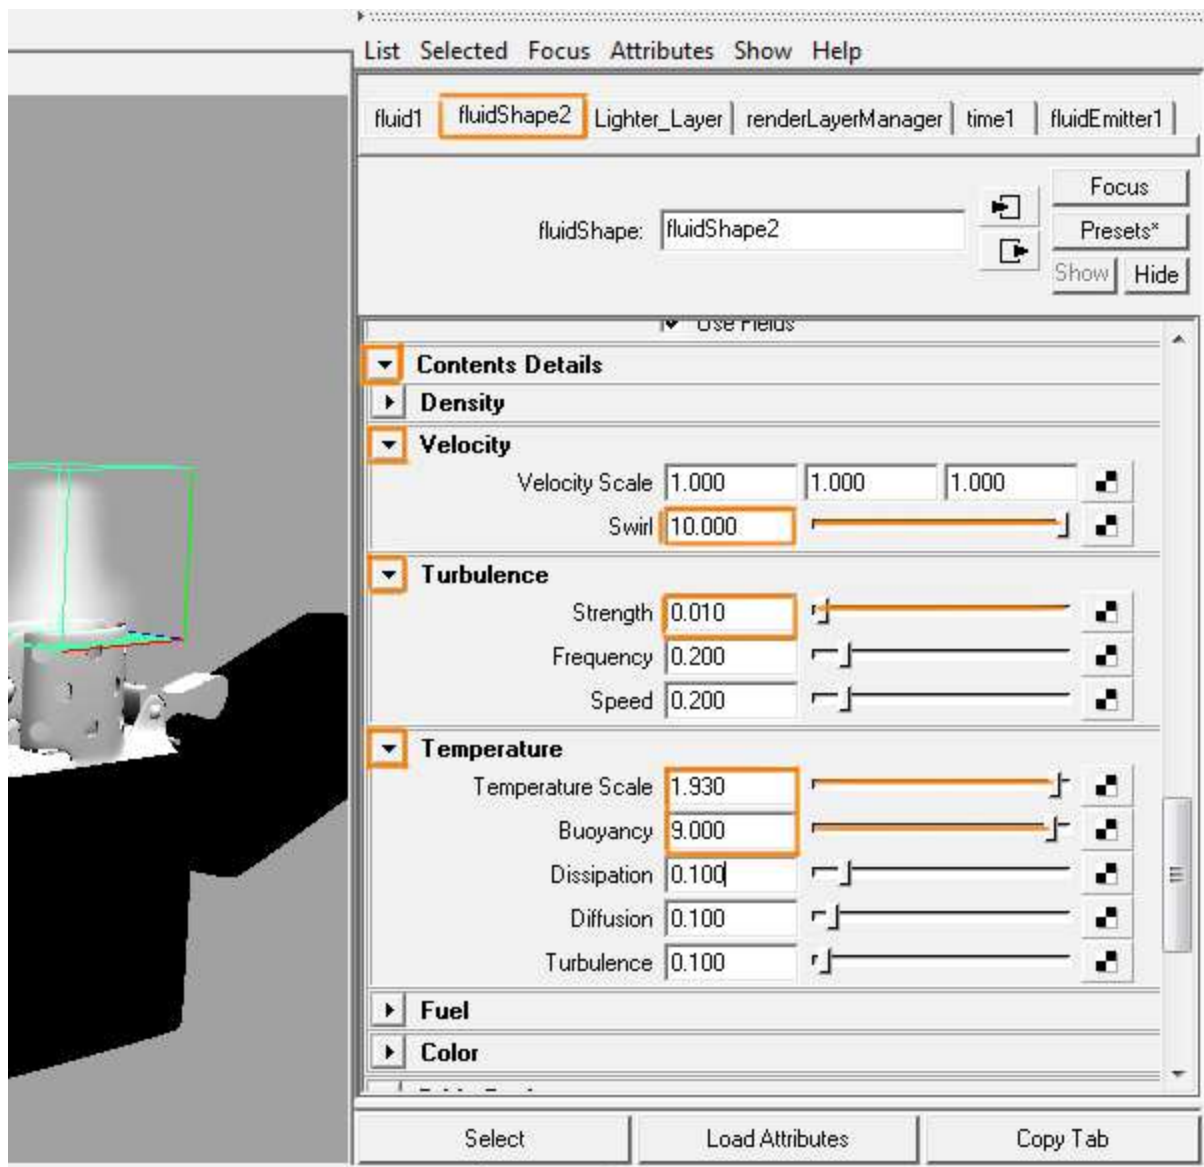 List Selected Focus Attributes Show Help
fluid1 fluidShape2 Lighter_Layer renderLayerManager time1 fluidEmitter1
Focus
fluidShape: fluidShape2
Presets*
Show Hide
Use Fields
Contents Details
Density
Velocity
Velocity Scale 1.000 1.000 1.000
Swirl 10.000
Turbulence
Strength 0.010
Frequency 0.200
Speed 0.200
Temperature
Temperature Scale 1.930
Buoyancy 9.000
Dissipation 0.100
Diffusion 0.100
Turbulence 0.100
Fuel
Color
Select Load Attributes Copy Tab